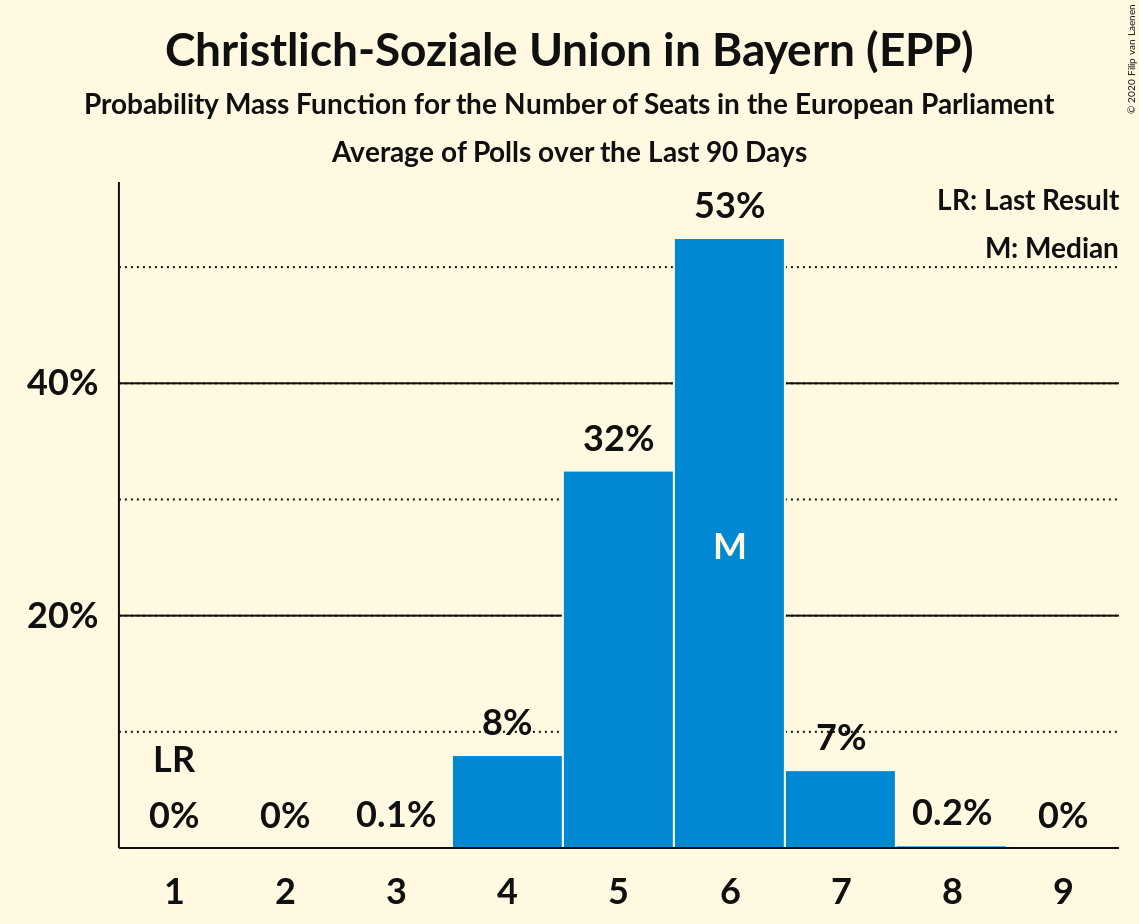 Christlich-Soziale Union in Bayern (EPP)
Probability Mass Function for the Number of Seats in the European Parliament
Average of Polls over the Last 90 Days
© 2020 Filip van Laenen
LR: Last Result
M: Median
53%
40%
32%
M
20%
8%
7%
LR
0%
0%
0.1%
0.2%
0%
1 2 3 4 5 6 7 8 9